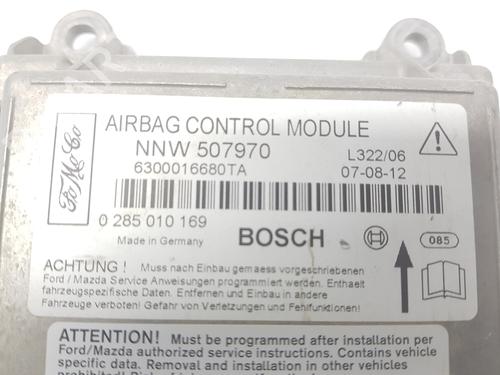 FoMoCo
AIRBAG CONTROL MODULE
NNW 507970
6300016680TA
L322/06
07-08-12
0 285 010 169
Made in Germany
BOSCH
085
ACHTUNG ! Muss nach Einbau gemaess vorgeschriebenen
Ford / Mazda Service Anweisungen programmiert werden. Enthaelt
fahrzeugspezifische Daten. Entfernen und Einbau in andere
Fahrzeuge verboten! Gefahr von Verletzungen und Fehlfunktionen!
ATTENTION! Must be programmed after installation per
Ford/Mazda authorized service instructions. Contains vehicle
specific data. Removal and installation in other vehicles